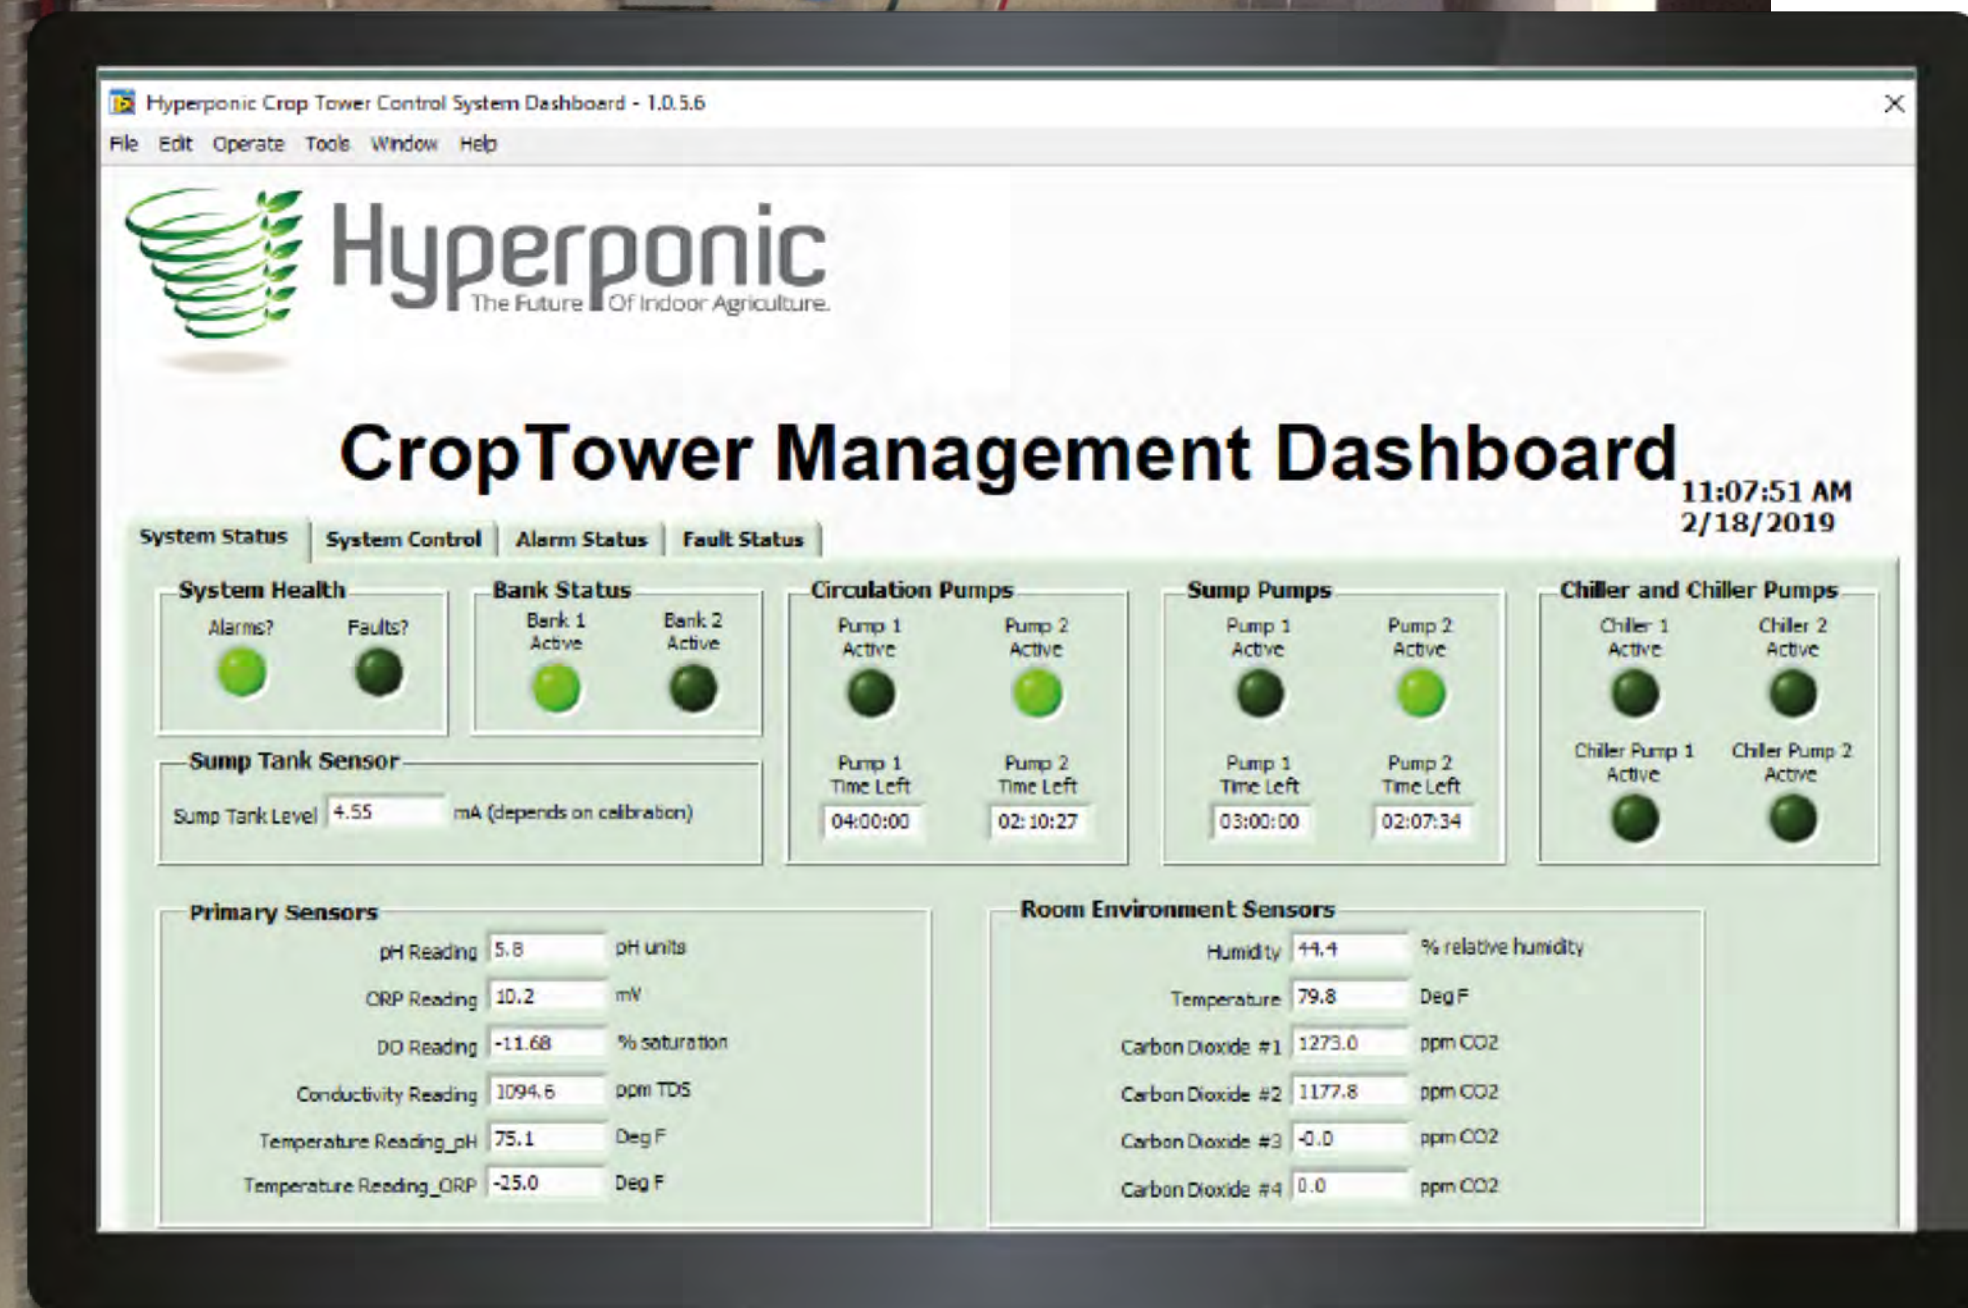 Hyperponic Crop Tower Control System Dashboard - 1.0.5.6
File Edit Operate Tools Window Help
Hyperponic
The Future Of Indoor Agriculture.
CropTower Management Dashboard
11:07:51 AM
2/18/2019
System Status System Control Alarm Status Fault Status
System Health
Alarms? Faults?
Bank Status
Bank 1 Active
Bank 2 Active
Circulation Pumps
Pump 1 Active
Pump 2 Active
Pump 1 Time Left
04:00:00
Pump 2 Time Left
02:10:27
Sump Pumps
Pump 1 Active
Pump 2 Active
Pump 1 Time Left
03:00:00
Pump 2 Time Left
02:07:34
Chiller and Chiller Pumps
Chiller 1 Active
Chiller 2 Active
Chiller Pump 1 Active
Chiller Pump 2 Active
Sump Tank Sensor
Sump Tank Level 4.55 mA (depends on calibration)
Primary Sensors
pH Reading 5.8 pH units
ORP Reading 10.2 mV
DO Reading -11.68 % saturation
Conductivity Reading 1094.6 ppm TDS
Temperature Reading_pH 75.1 Deg F
Temperature Reading_ORP -25.0 Deg F
Room Environment Sensors
Humidity 44.4 % relative humidity
Temperature 79.8 Deg F
Carbon Dioxide #1 1273.0 ppm CO2
Carbon Dioxide #2 1177.8 ppm CO2
Carbon Dioxide #3 -0.0 ppm CO2
Carbon Dioxide #4 0.0 ppm CO2